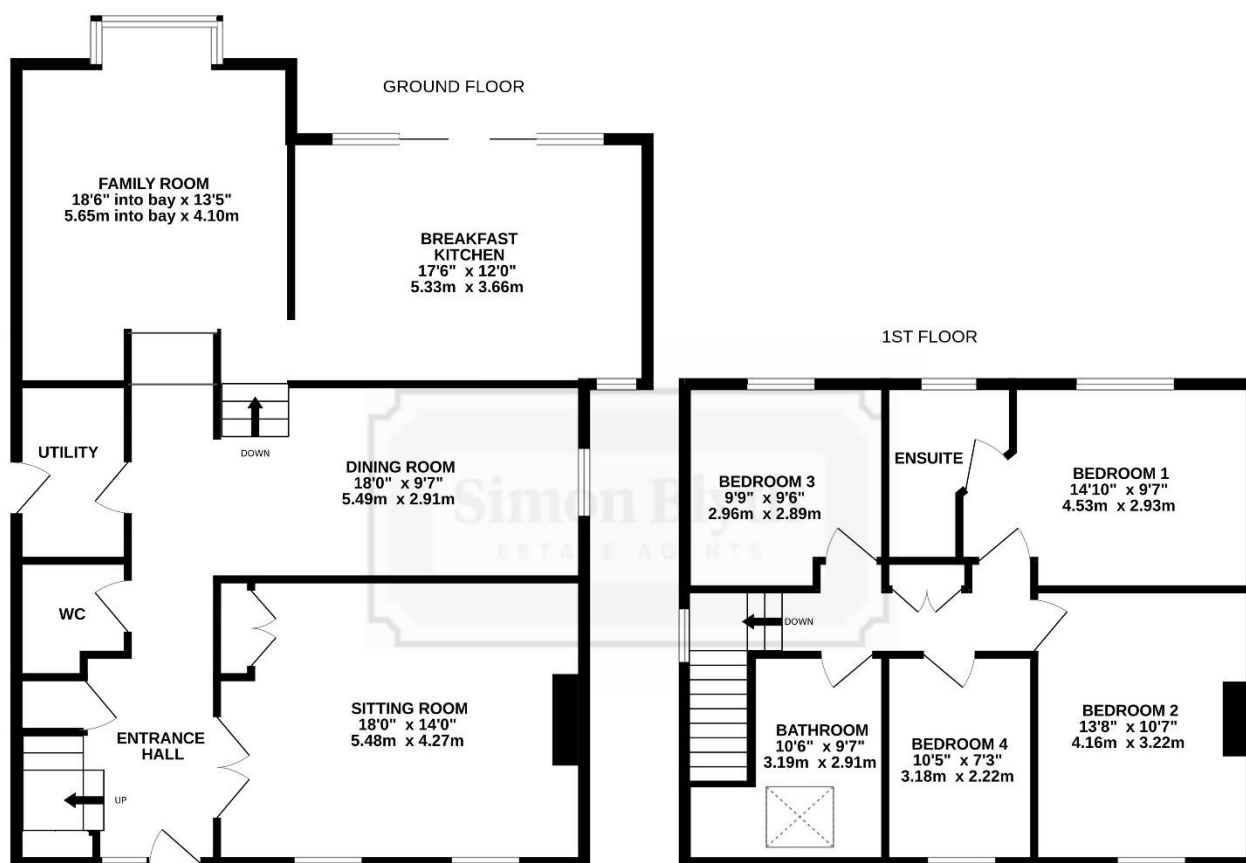 GROUND FLOOR
FAMILY ROOM
18'6" into bay x 13'5"
5.65m into bay x 4.10m
BREAKFAST
KITCHEN
17'6" x 12'0"
5.33m x 3.66m
UTILITY
DOWN
DINING ROOM
18'0" x 9'7"
5.49m x 2.91m
WC
SITTING ROOM
18'0" x 14'0"
5.48m x 4.27m
ENTRANCE
HALL
UP
1ST FLOOR
BEDROOM 3
9'9" x 9'6"
2.96m x 2.89m
ENSUITE
BEDROOM 1
14'10" x 9'7"
4.53m x 2.93m
DOWN
BATHROOM
10'6" x 9'7"
3.19m x 2.91m
BEDROOM 4
10'5" x 7'3"
3.18m x 2.22m
BEDROOM 2
13'8" x 10'7"
4.16m x 3.22m
Simon
ESTATE AGENTS